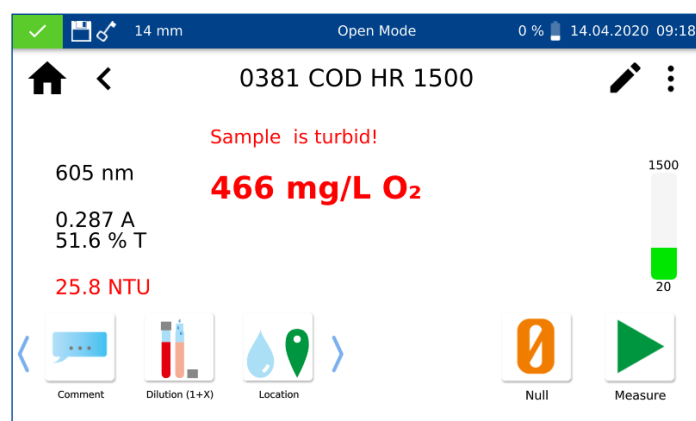 14 mm Open Mode 0 % 14.04.2020 09:18
0381 COD HR 1500
Sample is turbid!
605 nm
466 mg/L O₂
1500
0.287 A
51.6 % T
25.8 NTU
20
Comment Dilution (1+X) Location Null Measure